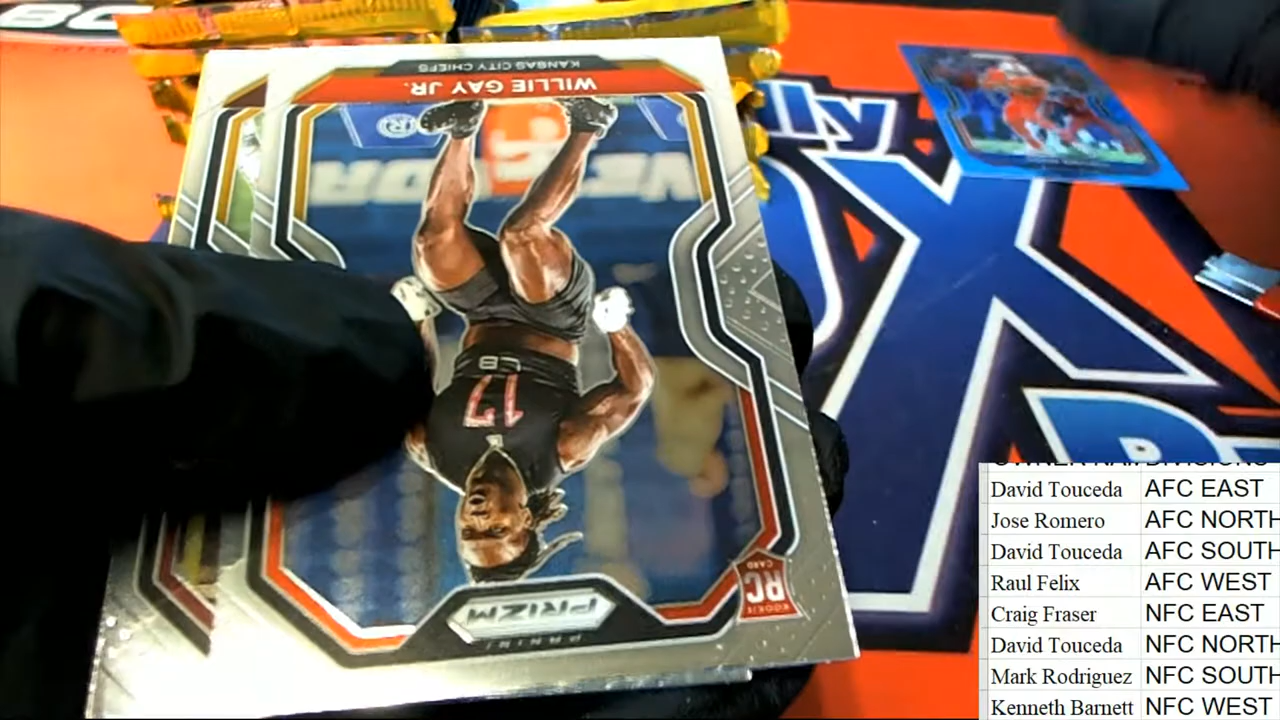 KANSAS CITY CHIEFS
WILLIE GAY JR.
LB
17
ROOKIE
RC
CARD
PRIZM
PANINI
lly
David Touceda AFC EAST
Jose Romero AFC NORTH
David Touceda AFC SOUTH
Raul Felix AFC WEST
Craig Fraser NFC EAST
David Touceda NFC NORTH
Mark Rodriguez NFC SOUTH
Kenneth Barnett NFC WEST